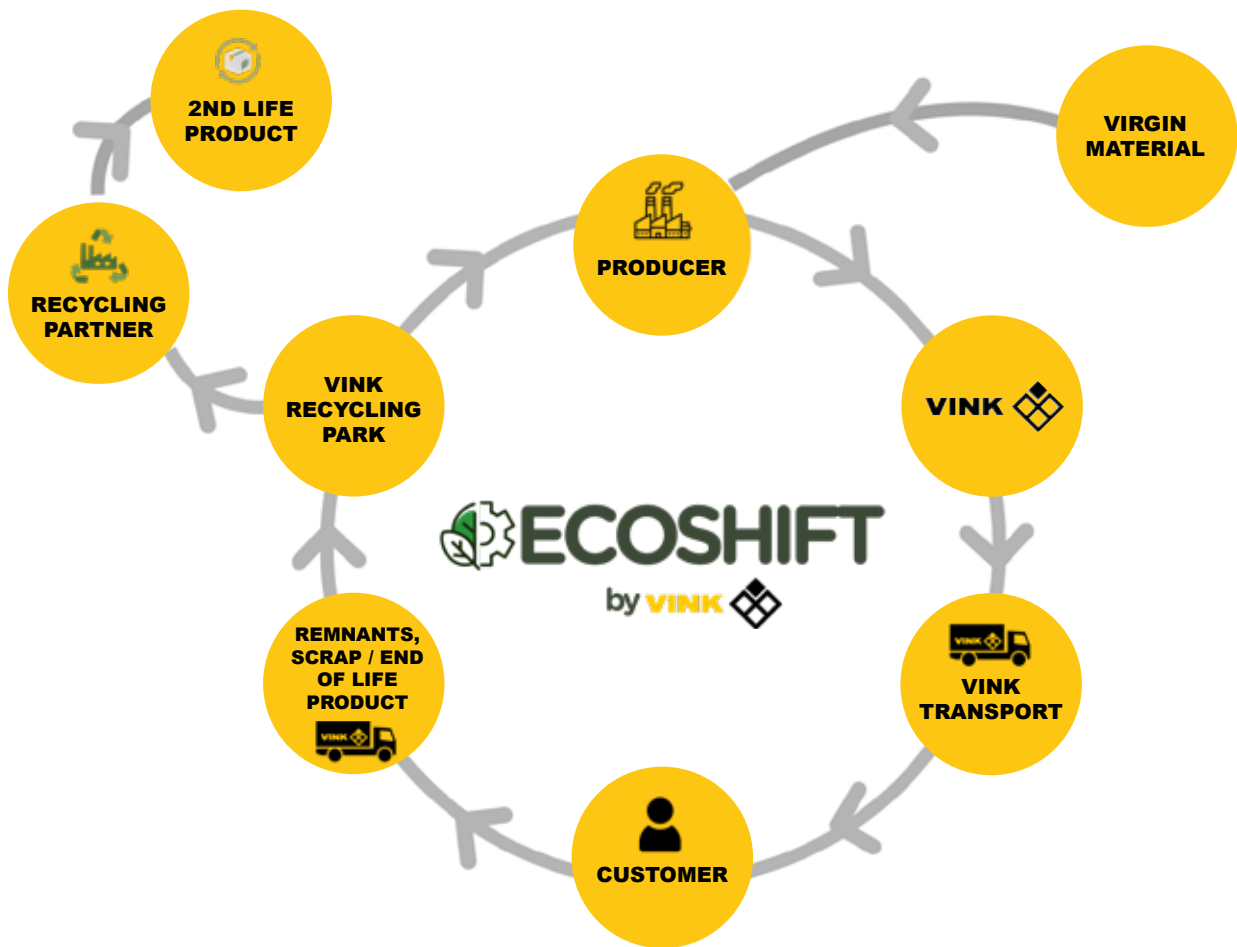 2ND LIFE
PRODUCT
VIRGIN
MATERIAL
PRODUCER
RECYCLING
PARTNER
VINK
RECYCLING
PARK
VINK
ECOSHIFT
by VINK
REMNANTS,
SCRAP / END
OF LIFE
PRODUCT
VINK
VINK
VINK
TRANSPORT
CUSTOMER